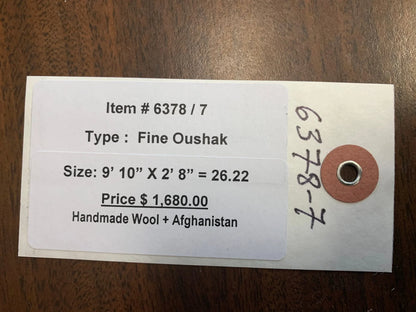 Item # 6378 / 7
Type : Fine Oushak
Size: 9’ 10” X 2’ 8” = 26.22
Price $ 1,680.00
Handmade Wool + Afghanistan
6378-7